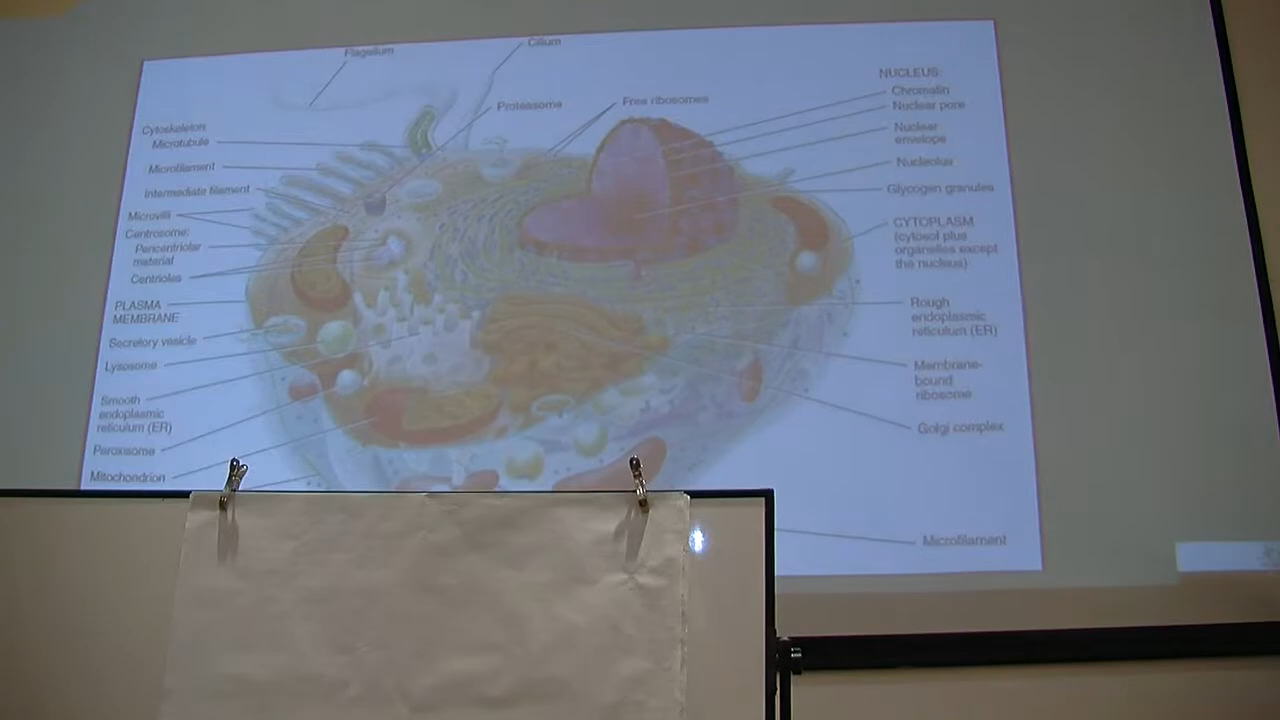 Flagellum
Cilium
Proteasome
Free ribosomes
Cytoskeleton:
Microtubule
Microfilament
Intermediate filament
Microvilli
Centrosome:
Pericentriolar
material
Centrioles
PLASMA
MEMBRANE
Secretory vesicle
Lysosome
Smooth
endoplasmic
reticulum (ER)
Peroxisome
Mitochondrion
NUCLEUS:
Chromatin
Nuclear pore
Nuclear
envelope
Nucleolus
Glycogen granules
CYTOPLASM
(cytosol plus
organelles except
the nucleus)
Rough
endoplasmic
reticulum (ER)
Membrane-
bound
ribosome
Golgi complex
Microfilament